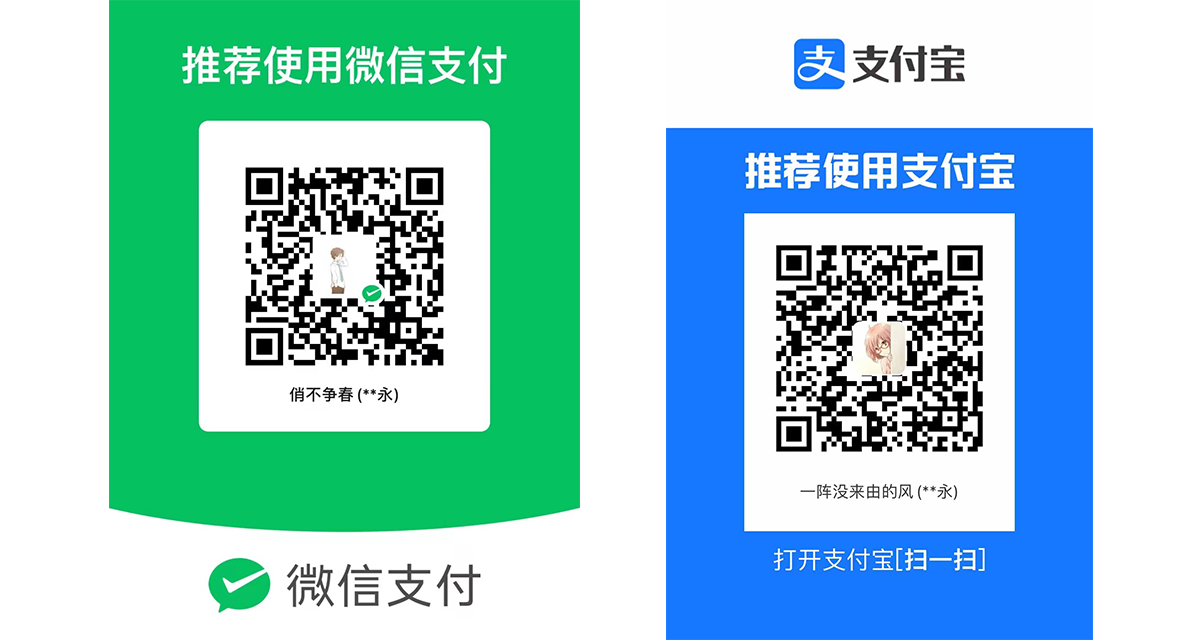 推荐使用微信支付
俏不争春 (**永)
微信支付
支 支付宝
推荐使用支付宝
一阵没来由的风 (**永)
打开支付宝[扫一扫]